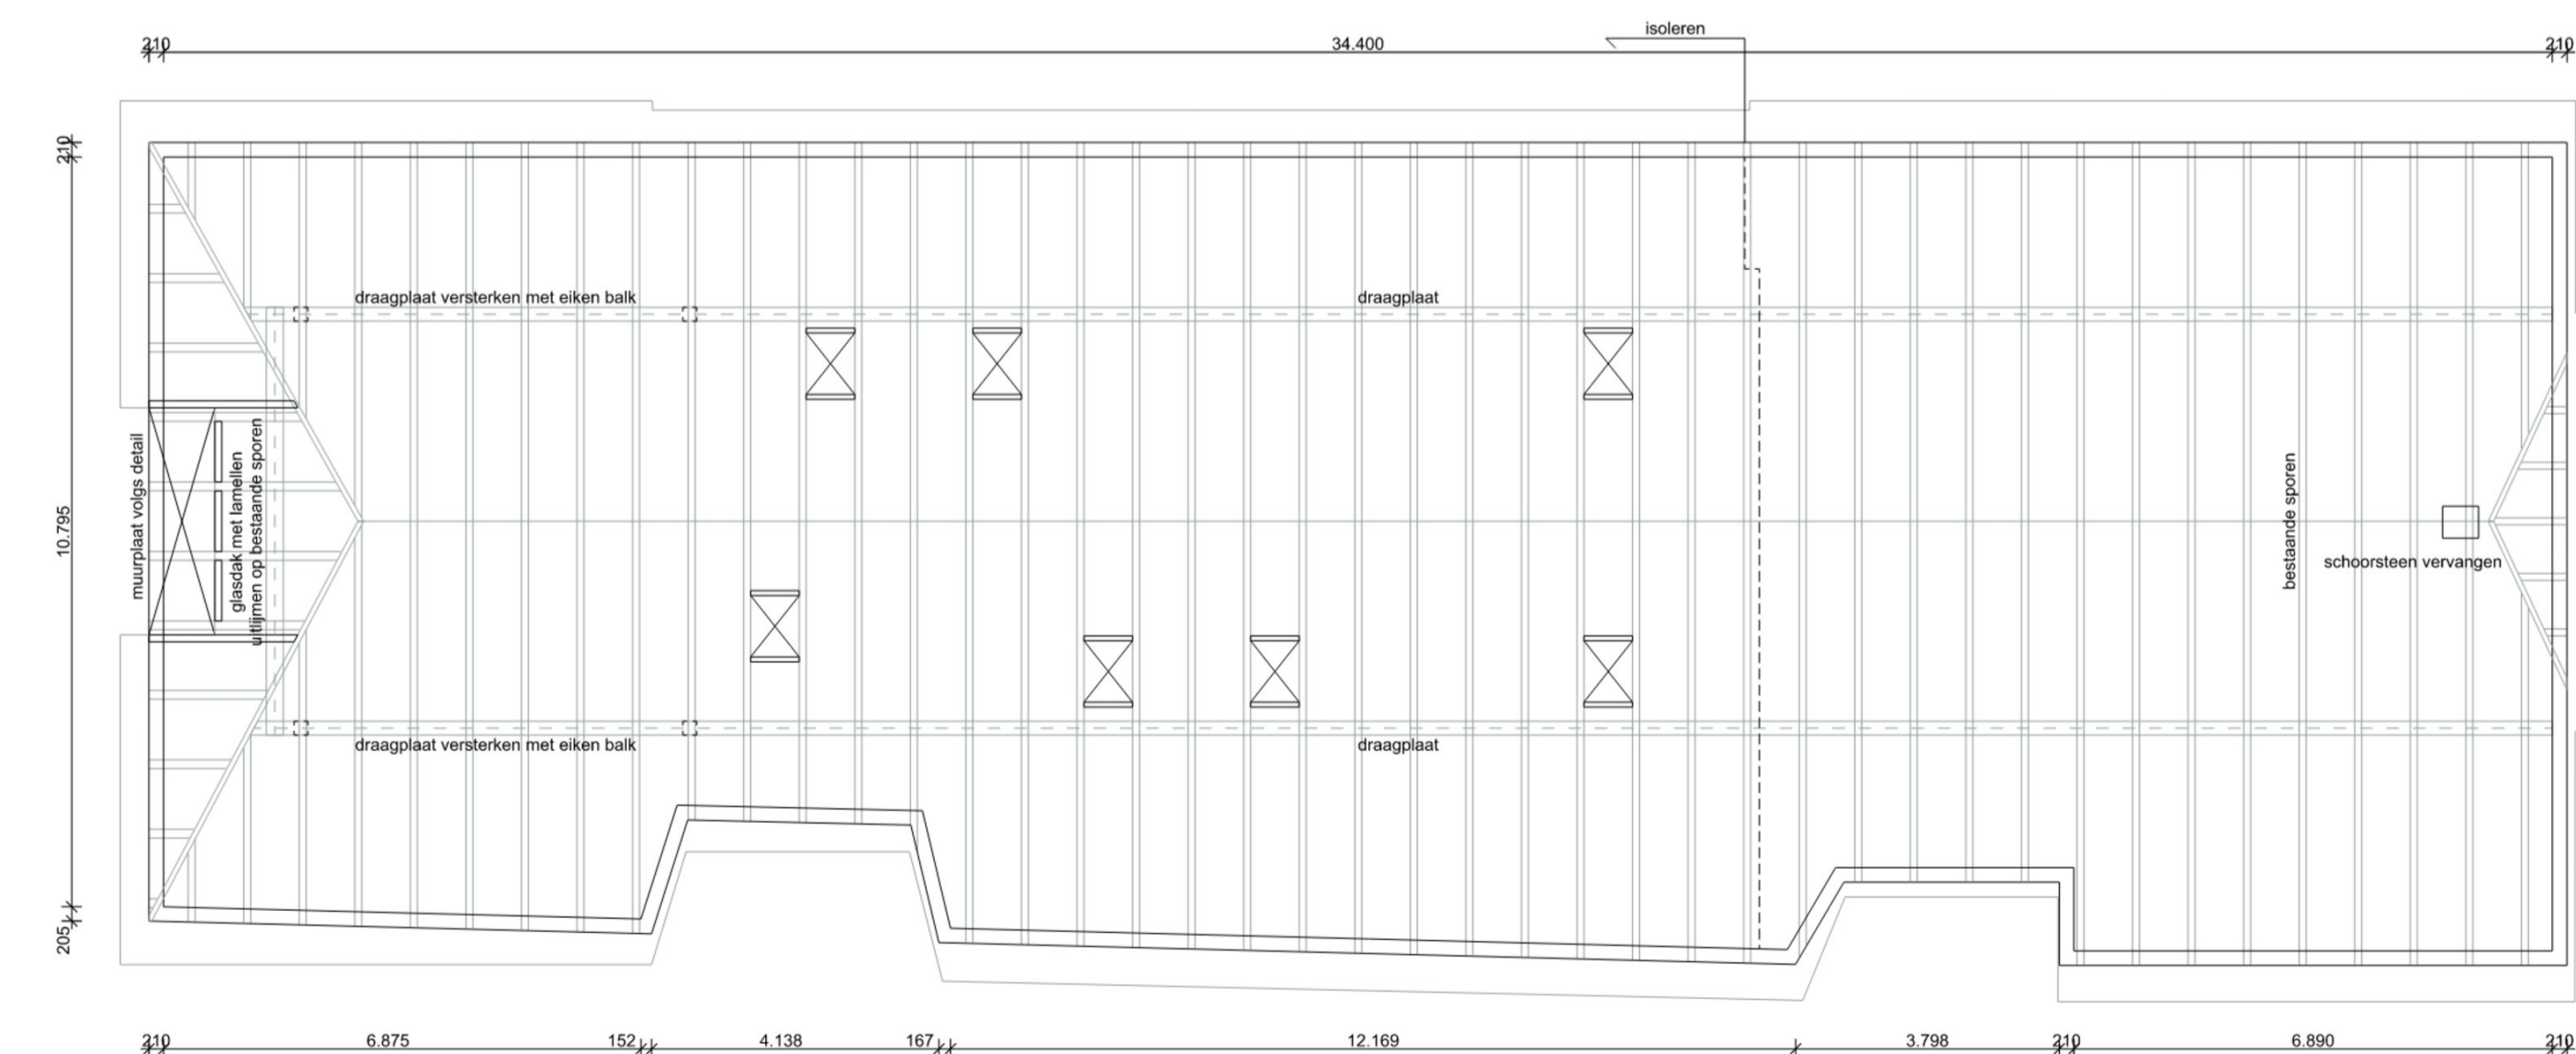 isoleren
210
34.400
210
210
draagplaat versterken met eiken balk
draagplaat
muurplaat volgs detail
glasdak met lamellen
uitlijnen op bestaande sporen
10.795
bestaande sporen
schoorsteen vervangen
draagplaat versterken met eiken balk
draagplaat
205
210
6.875
152
4.138
167
12.169
3.798
210
6.890
210